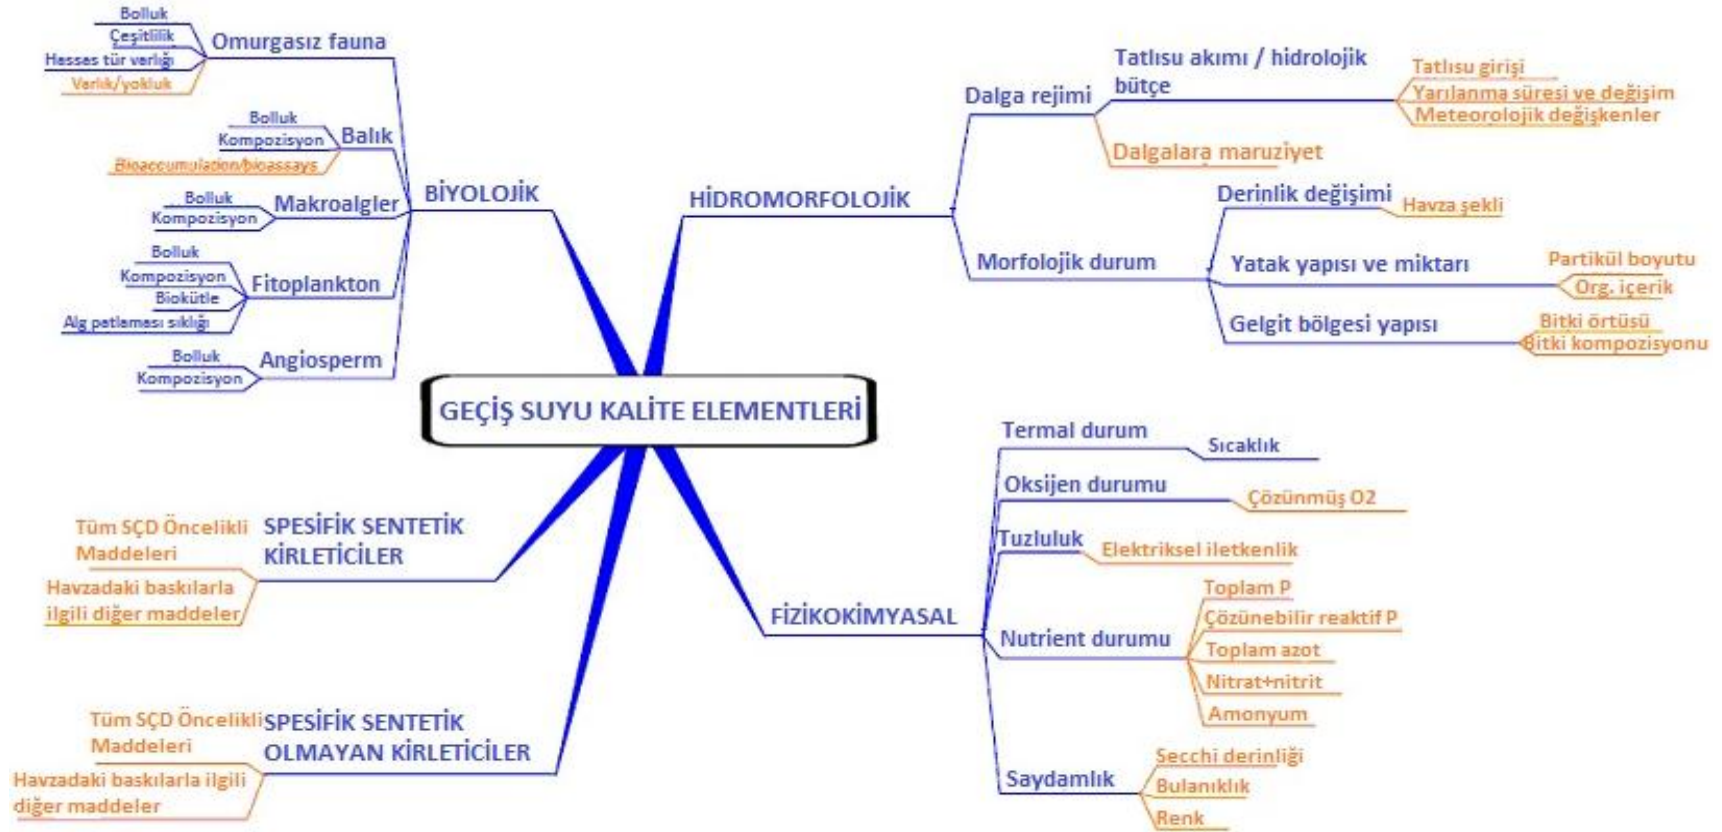 Bolluk
Çeşitlilik
Hassas tür varlığı
Varlık/yokluk
Omurgasız fauna
Bolluk
Kompozisyon
Bioaccumulation/bioassays
Balık
Bolluk
Kompozisyon
Makroalgler
Bolluk
Kompozisyon
Biokütle
Alg patlaması sıklığı
Fitoplankton
Bolluk
Kompozisyon
Angiosperm
BİYOLOJİK
HİDROMORFOLOJİK
Dalga rejimi
Tatlısu akımı / hidrolojik
bütçe
Tatlısu girişi
Yarılanma süresi ve değişim
Meteorolojik değişkenler
Dalgalara maruziyet
Morfolojik durum
Derinlik değişimi
Havza şekli
Yatak yapısı ve miktarı
Partikül boyutu
Org. içerik
Gelgit bölgesi yapısı
Bitki örtüsü
Bitki kompozisyonu
GEÇİŞ SUYU KALİTE ELEMENTLERİ
Tüm SÇD Öncelikli
Maddeleri
Havzadaki baskılarla
ilgili diğer maddeler
SPESİFİK SENTETİK
KİRLETİCİLER
Tüm SÇD Öncelikli
Maddeleri
Havzadaki baskılarla ilgili
diğer maddeler
SPESİFİK SENTETİK
OLMAYAN KİRLETİCİLER
FİZİKOKİMYASAL
Termal durum
Sıcaklık
Oksijen durumu
Çözünmüş O2
Tuzluluk
Elektriksel iletkenlik
Nutrient durumu
Toplam P
Çözünebilir reaktif P
Toplam azot
Nitrat+nitrit
Amonyum
Saydamlık
Secchi derinliği
Bulanıklık
Renk